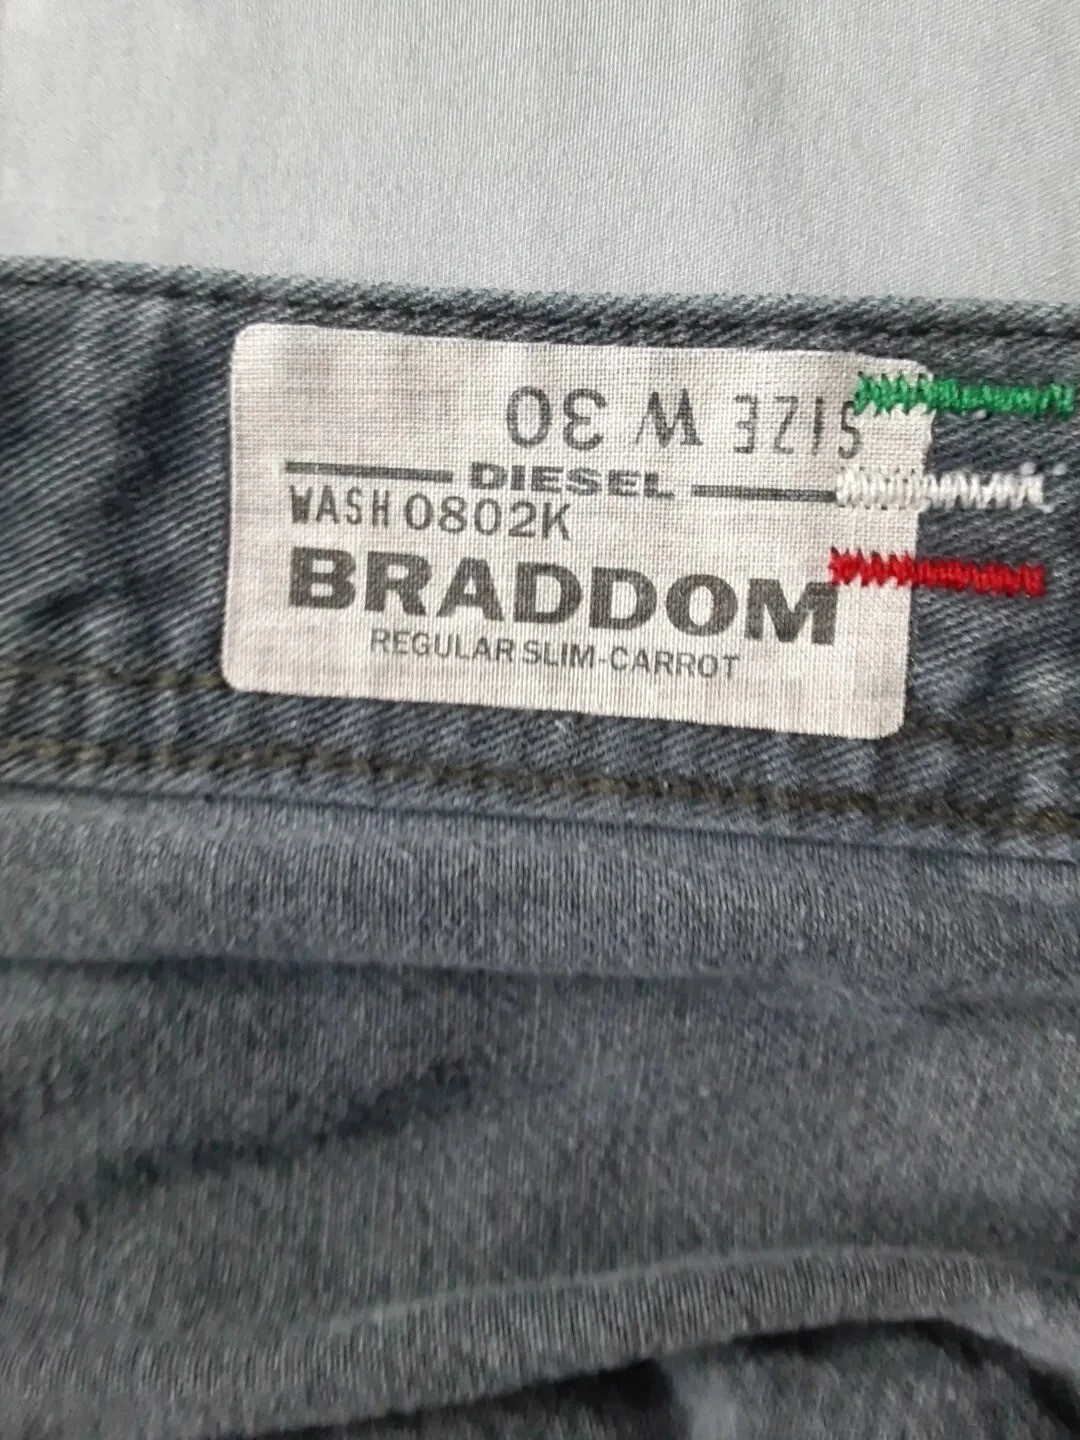 SIZE W 30
DIESEL
WASH 0802K
BRADDOM
REGULAR SLIM-CARROT